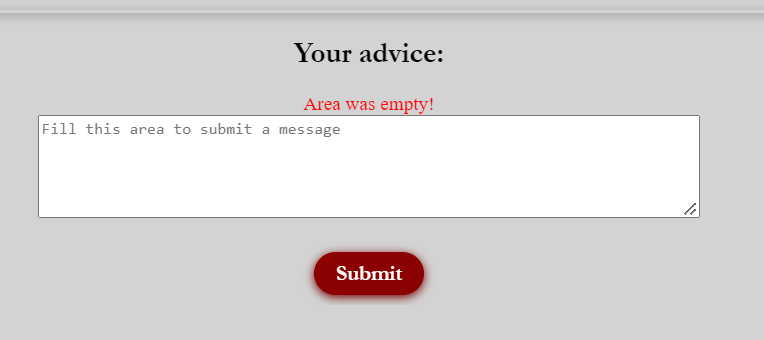 Your advice:
Area was empty!
Fill this area to submit a message
Submit